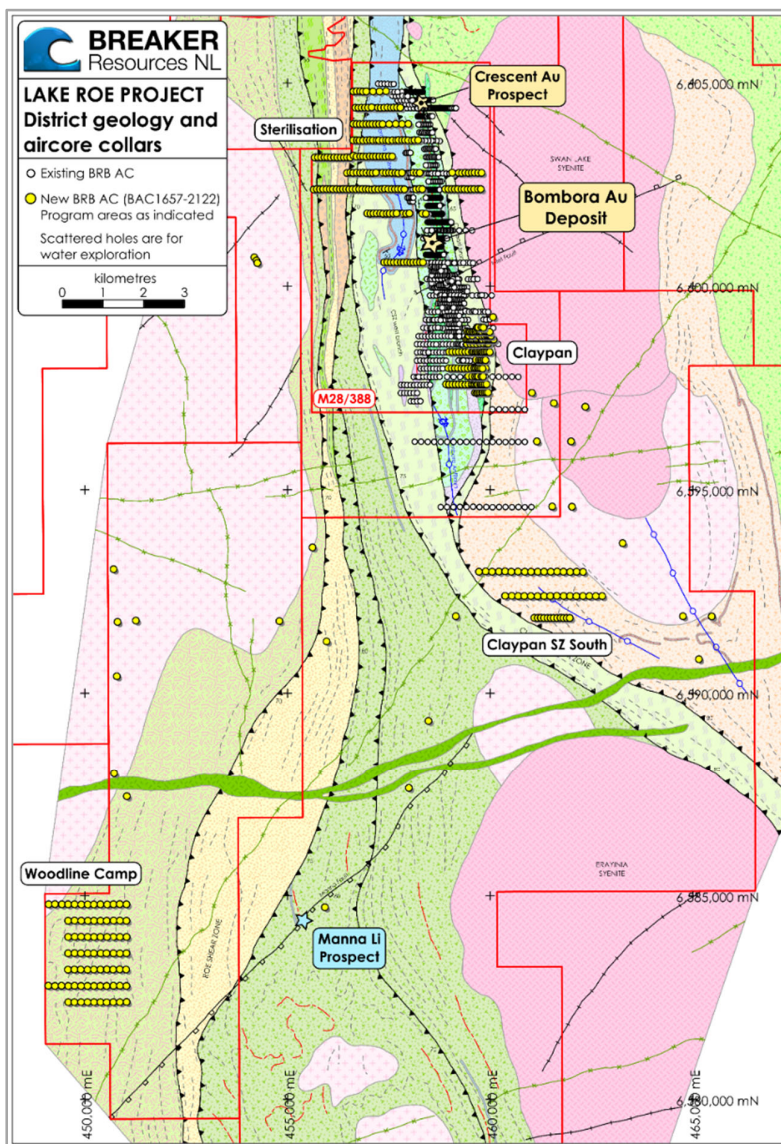 BREAKER
Resources NL
LAKE ROE PROJECT
District geology and
aircore collars
Existing BRB AC
New BRB AC (BAC1657-2122)
Program areas as indicated
Scattered holes are for
water exploration
kilometres
0 1 2 3
Crescent Au
Prospect
6,405,000 mN
Sterilisation
SWAN LAKE
SYENITE
Bombora Au
Deposit
6,400,000 mN
Claypan
M28/388
6,595,000 mN
Claypan SZ South
6,590,000 mN
ERAYINIA
SYENITE
Woodline Camp
6,585,000 mN
ROE SHEAR ZONE
Manna Li
Prospect
6,580,000 mN
450,000 mE
455,000 mE
460,000 mE
465,000 mE